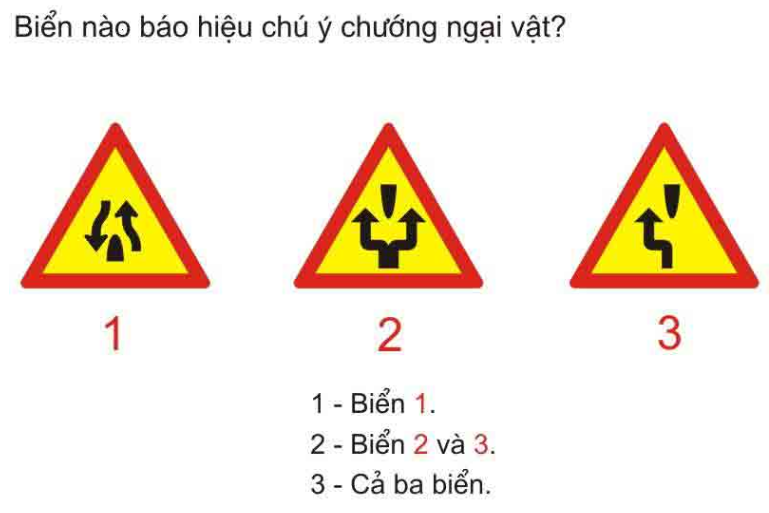 Biển nào báo hiệu chú ý chướng ngại vật?
1 2 3
1 - Biển 1.
2 - Biển 2 và 3.
3 - Cả ba biển.